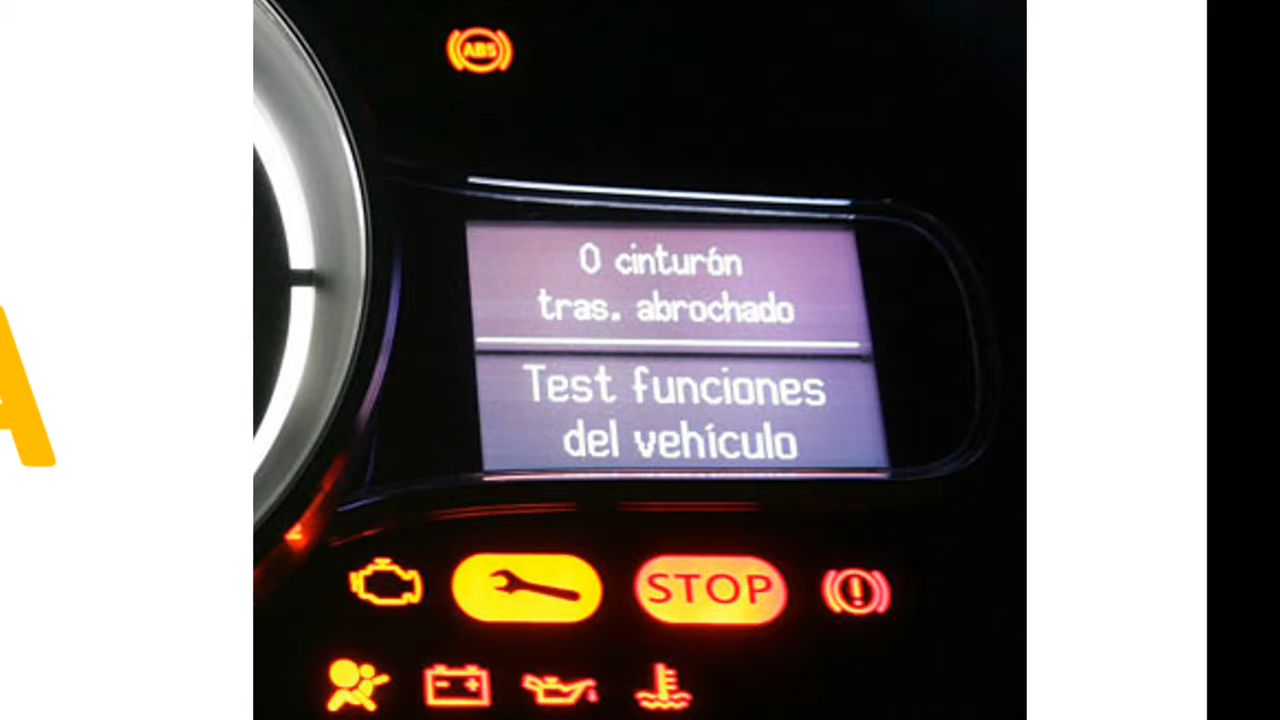 ABS
0 cinturón
tras. abrochado
Test funciones
del vehículo
STOP
A